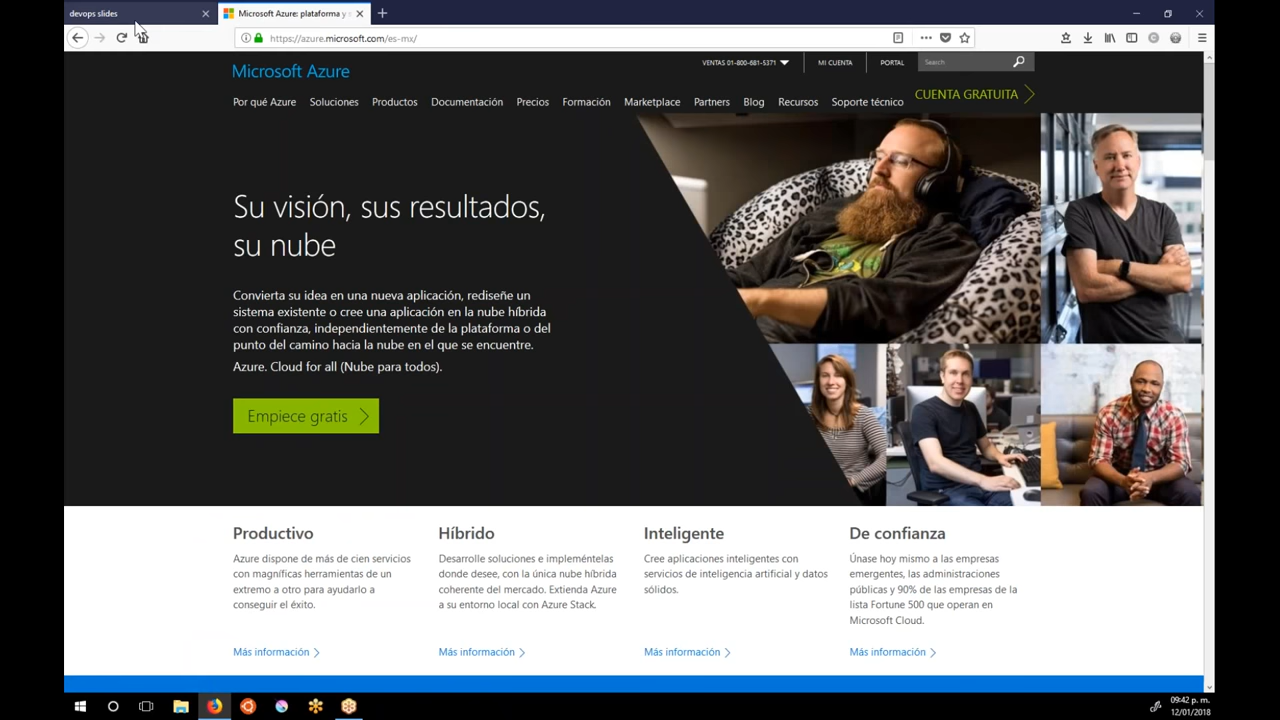 devops slides
Microsoft Azure: plataforma y s
https://azure.microsoft.com/es-mx/
Microsoft Azure
VENTAS 01-800-681-5371
MI CUENTA
PORTAL
Search
Por qué Azure
Soluciones
Productos
Documentación
Precios
Formación
Marketplace
Partners
Blog
Recursos
Soporte técnico
CUENTA GRATUITA
Su visión, sus resultados,
su nube
Convierta su idea en una nueva aplicación, rediseñe un
sistema existente o cree una aplicación en la nube híbrida
con confianza, independientemente de la plataforma o del
punto del camino hacia la nube en el que se encuentre.
Azure. Cloud for all (Nube para todos).
Empiece gratis
Productivo
Azure dispone de más de cien servicios
con magníficas herramientas de un
extremo a otro para ayudarlo a
conseguir el éxito.
Más información
Híbrido
Desarrolle soluciones e impleméntelas
donde desee, con la única nube híbrida
coherente del mercado. Extienda Azure
a su entorno local con Azure Stack.
Más información
Inteligente
Cree aplicaciones inteligentes con
servicios de inteligencia artificial y datos
sólidos.
Más información
De confianza
Únase hoy mismo a las empresas
emergentes, las administraciones
públicas y 90% de las empresas de la
lista Fortune 500 que operan en
Microsoft Cloud.
Más información
09:42 p. m.
12/01/2018